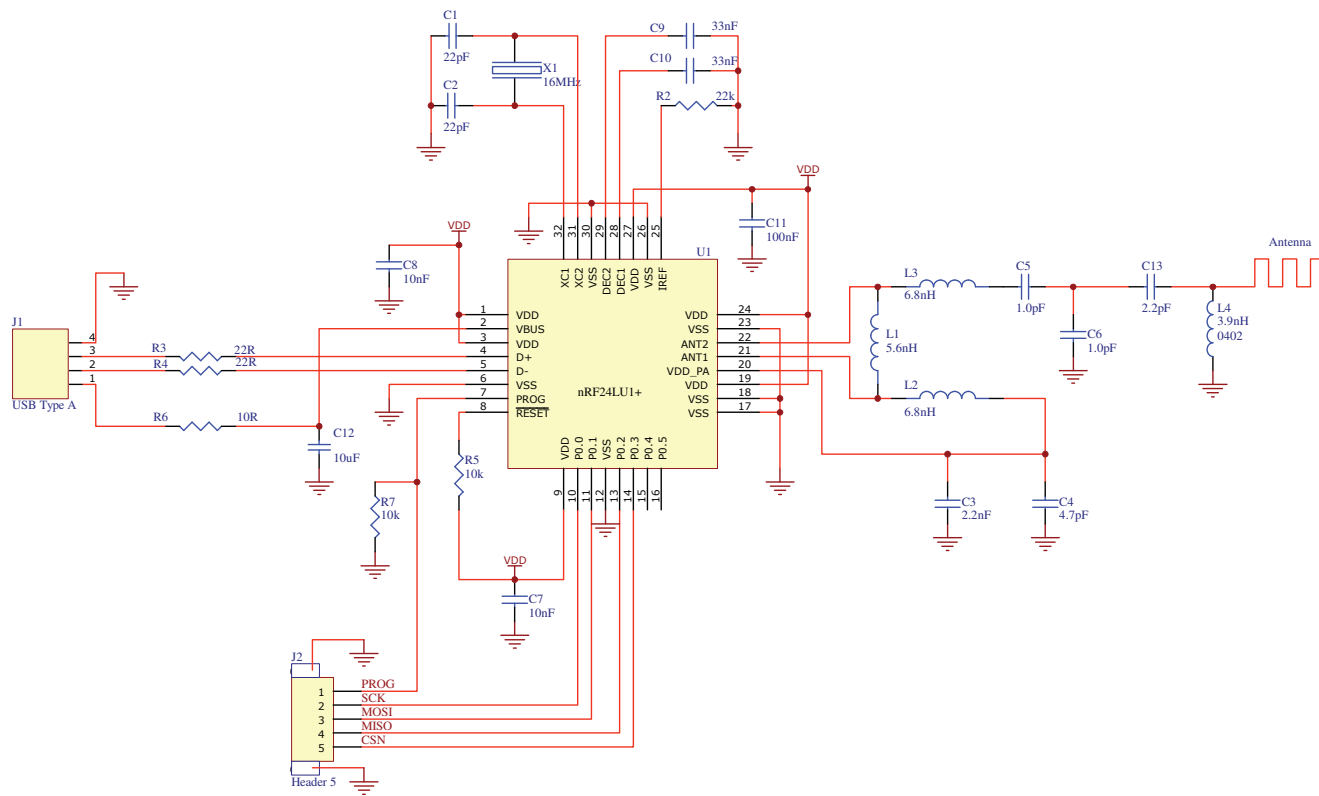 C1
22pF
X1
16MHz
C2
22pF
C9
33nF
C10
33nF
R2
22k
VDD
C11
100nF
VDD
C8
10nF
32
31
30
29
28
27
26
25
U1
XC1
XC2
VSS
DEC2
DEC1
VDD
VSS
IREF
1
2
3
4
5
6
7
8
VDD
VBUS
VDD
D+
D-
VSS
PROG
RESET
nRF24LU1+
VDD
VSS
ANT2
ANT1
VDD_PA
VDD
VSS
VSS
24
23
22
21
20
19
18
17
VDD
P0.0
P0.1
VSS
P0.2
P0.3
P0.4
P0.5
9
10
11
12
13
14
15
16
J1
4
3
2
1
USB Type A
R3
22R
R4
22R
R6
10R
C12
10uF
R5
10k
R7
10k
VDD
C7
10nF
L3
6.8nH
L1
5.6nH
L2
6.8nH
C5
1.0pF
C6
1.0pF
C13
2.2pF
Antenna
L4
3.9nH
0402
C3
2.2nF
C4
4.7pF
J2
1
2
3
4
5
PROG
SCK
MOSI
MISO
CSN
Header 5